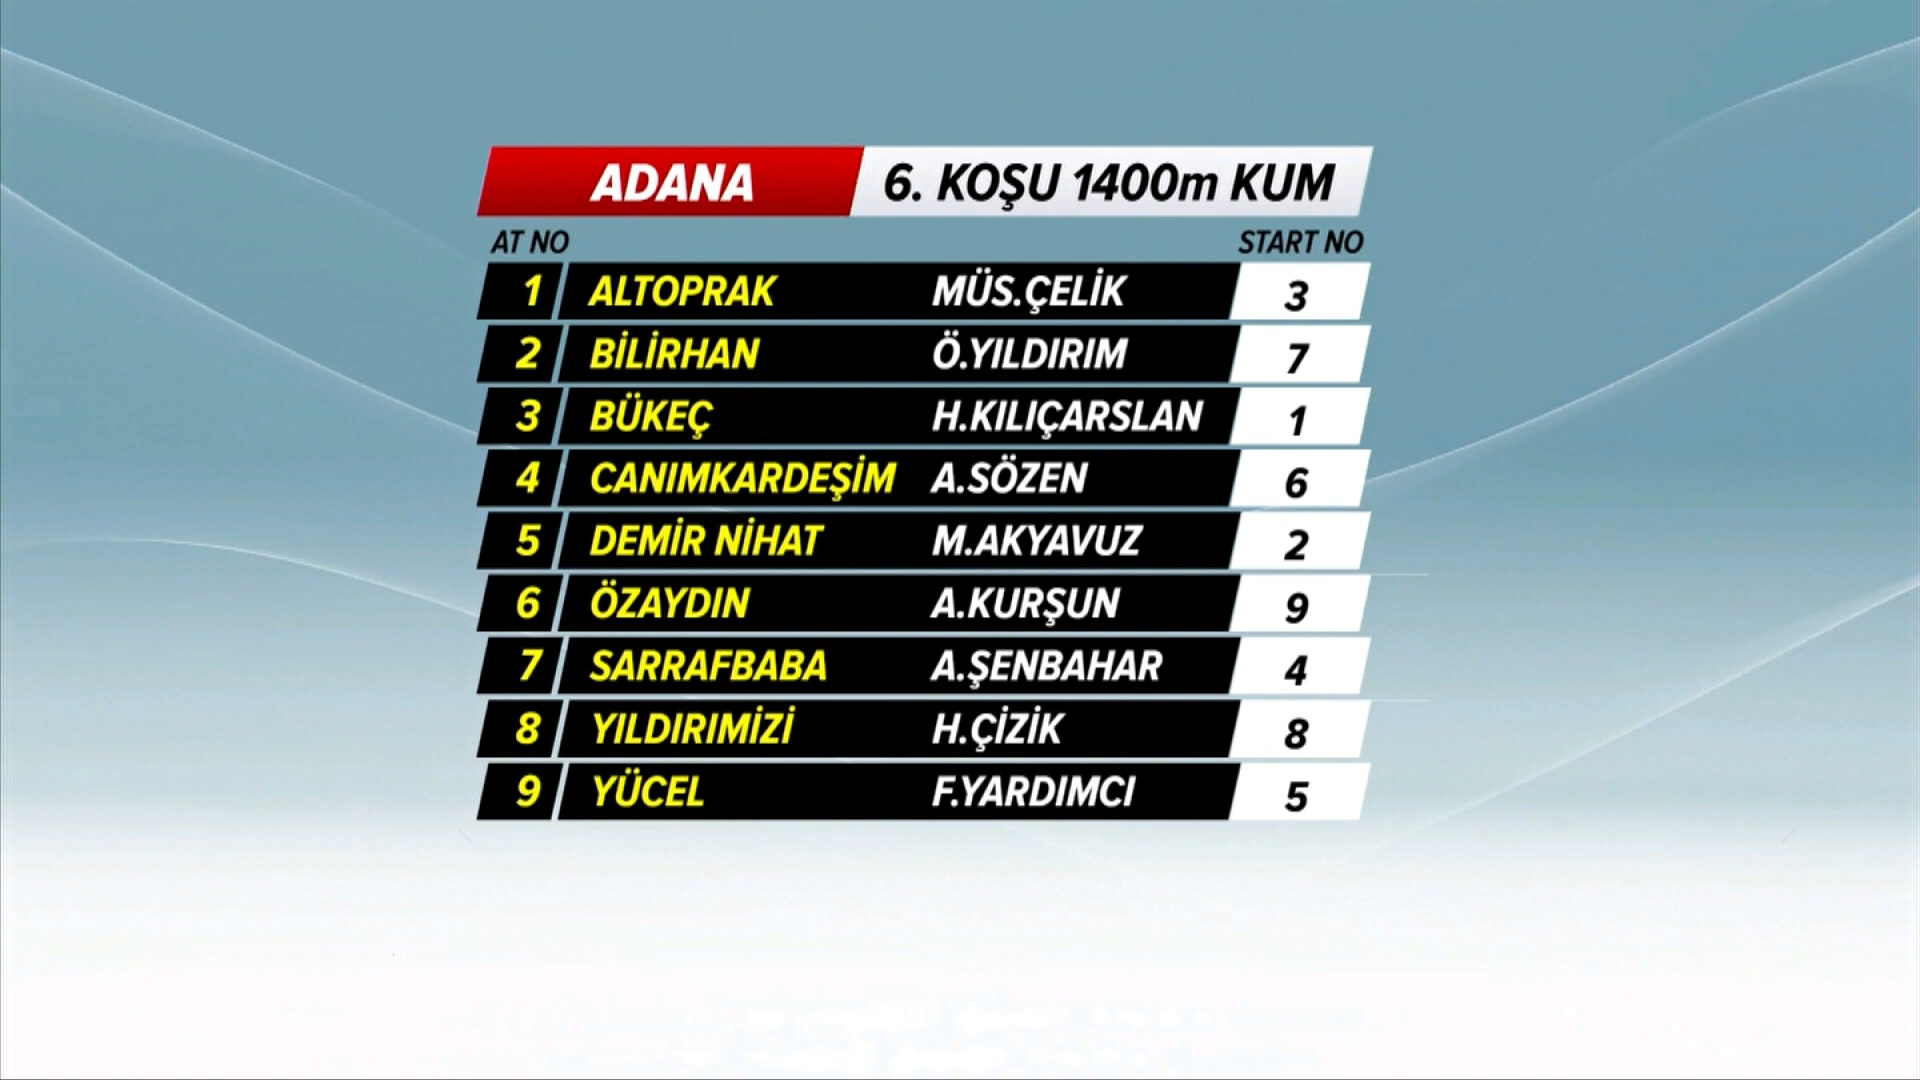 ADANA 6. KOŞU 1400m KUM
AT NO START NO
1 ALTOPRAK MÜS.ÇELİK 3
2 BİLİRHAN Ö.YILDIRIM 7
3 BÜKEÇ H.KILIÇARSLAN 1
4 CANIMKARDEŞİM A.SÖZEN 6
5 DEMİR NİHAT M.AKYAVUZ 2
6 ÖZAYDIN A.KURŞUN 9
7 SARRAFBABA A.ŞENBAHAR 4
8 YILDIRIMİZİ H.ÇİZİK 8
9 YÜCEL F.YARDIMCI 5